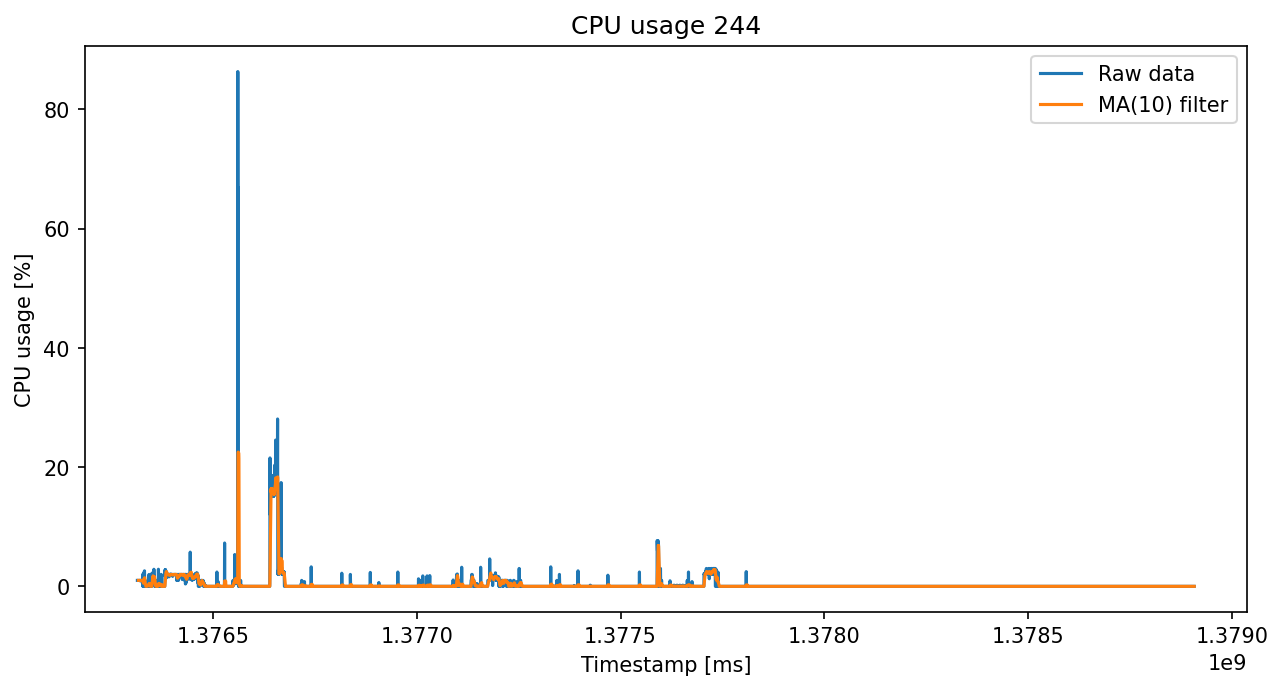 CPU usage 244
Raw data
MA(10) filter
CPU usage [%]
80
60
40
20
0
1.3765 1.3770 1.3775 1.3780 1.3785 1.3790
1e9
Timestamp [ms]